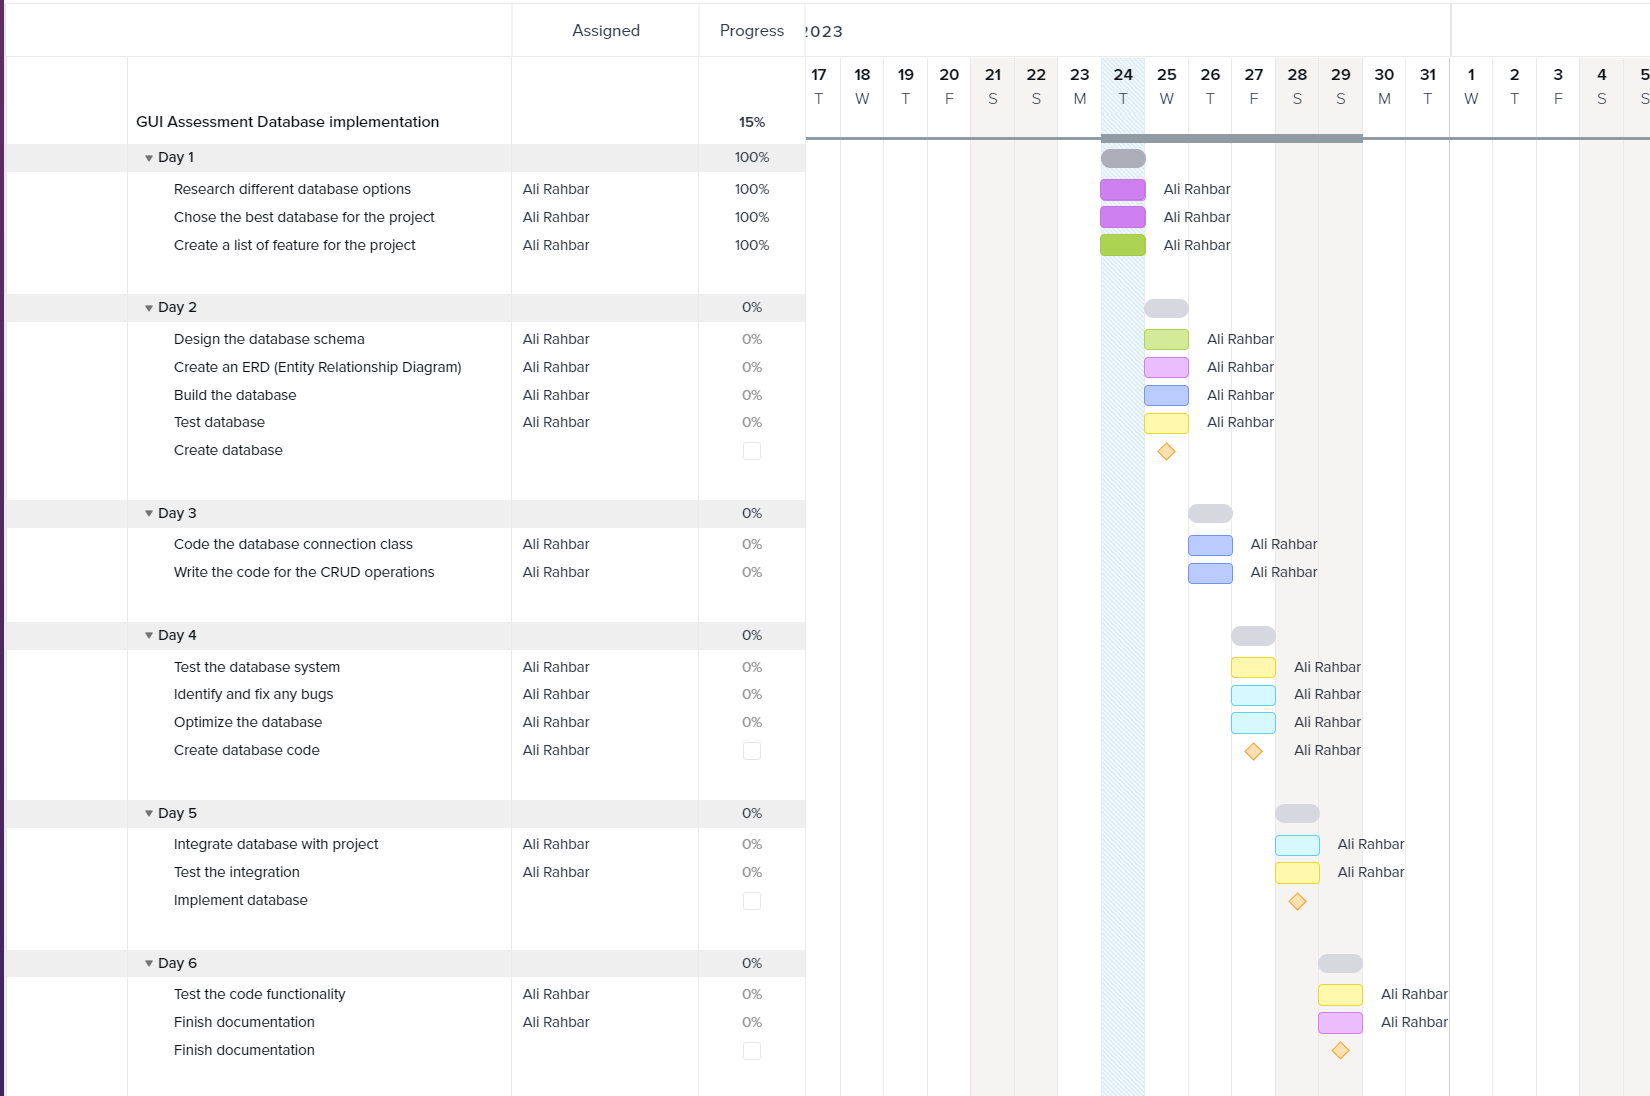 Assigned Progress 2023
17 18 19 20 21 22 23 24 25 26 27 28 29 30 31 1 2 3 4 5
T W T F S S M T W T F S S M T W T F S S
GUI Assessment Database implementation 15%
Day 1 100%
Research different database options Ali Rahbar 100% Ali Rahbar
Chose the best database for the project Ali Rahbar 100% Ali Rahbar
Create a list of feature for the project Ali Rahbar 100% Ali Rahbar
Day 2 0%
Design the database schema Ali Rahbar 0% Ali Rahbar
Create an ERD (Entity Relationship Diagram) Ali Rahbar 0% Ali Rahbar
Build the database Ali Rahbar 0% Ali Rahbar
Test database Ali Rahbar 0% Ali Rahbar
Create database
Day 3 0%
Code the database connection class Ali Rahbar 0% Ali Rahbar
Write the code for the CRUD operations Ali Rahbar 0% Ali Rahbar
Day 4 0%
Test the database system Ali Rahbar 0% Ali Rahbar
Identify and fix any bugs Ali Rahbar 0% Ali Rahbar
Optimize the database Ali Rahbar 0% Ali Rahbar
Create database code Ali Rahbar Ali Rahbar
Day 5 0%
Integrate database with project Ali Rahbar 0% Ali Rahbar
Test the integration Ali Rahbar 0% Ali Rahbar
Implement database
Day 6 0%
Test the code functionality Ali Rahbar 0% Ali Rahbar
Finish documentation Ali Rahbar 0% Ali Rahbar
Finish documentation